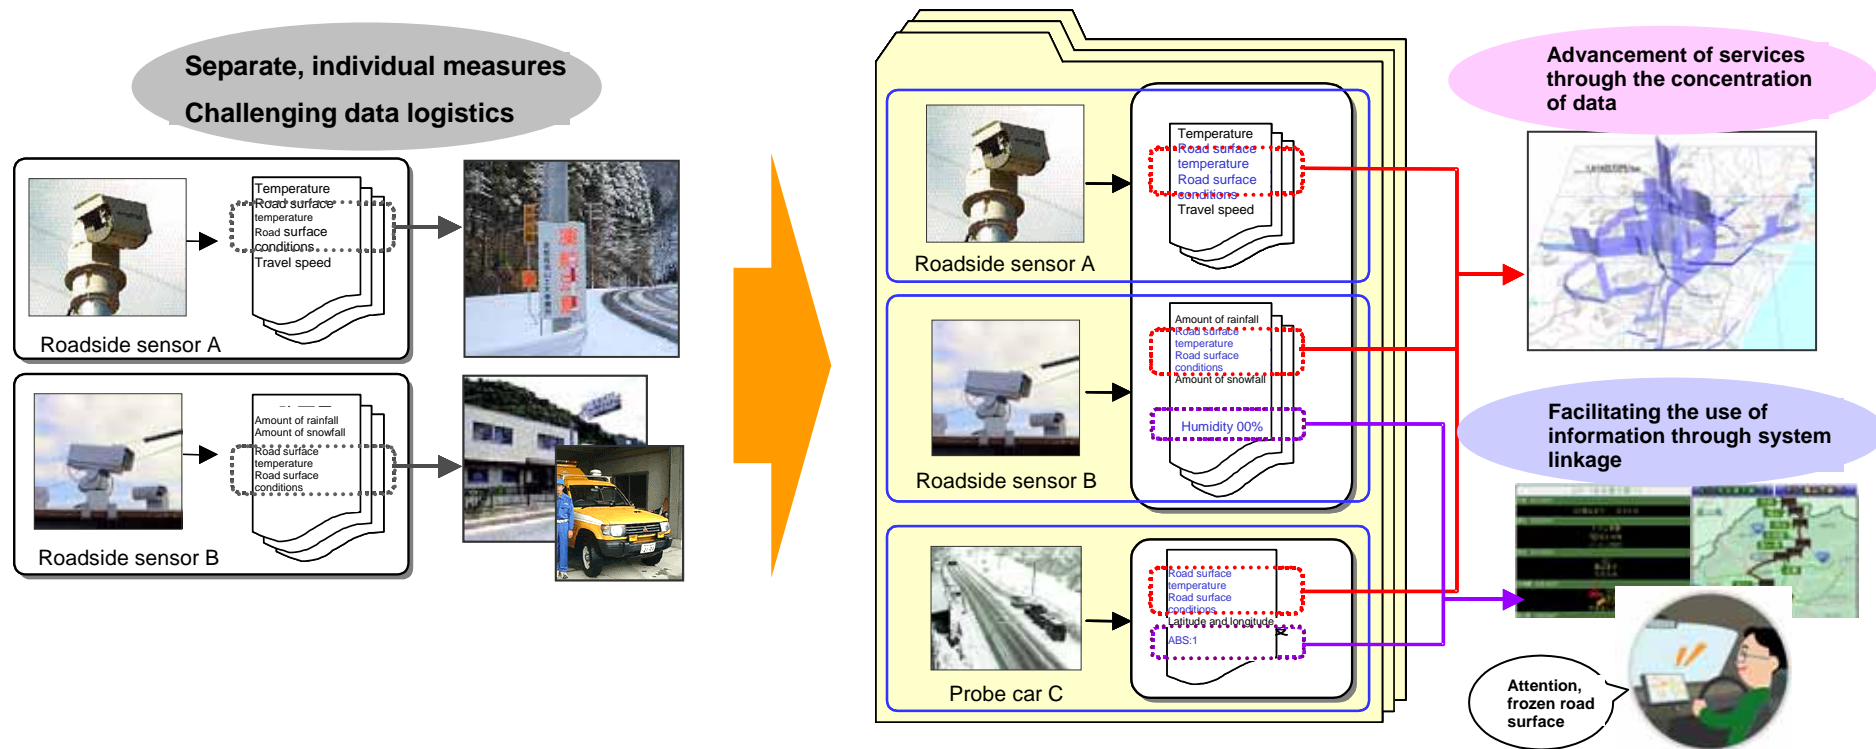 Separate, individual measures
Challenging data logistics
Temperature
Road surface
temperature
Road surface
conditions
Travel speed
Roadside sensor A
Amount of rainfall
Amount of snowfall
Road surface
temperature
Road surface
conditions
Roadside sensor B
Temperature
Road surface
temperature
Road surface
conditions
Travel speed
Roadside sensor A
Amount of rainfall
Road surface
temperature
Road surface
conditions
Amount of snowfall
Humidity 00%
Roadside sensor B
Road surface
temperature
Road surface
conditions
Latitude and longitude
ABS:1
Probe car C
Advancement of services
through the concentration
of data
Facilitating the use of
information through system
linkage
Attention,
frozen road
surface